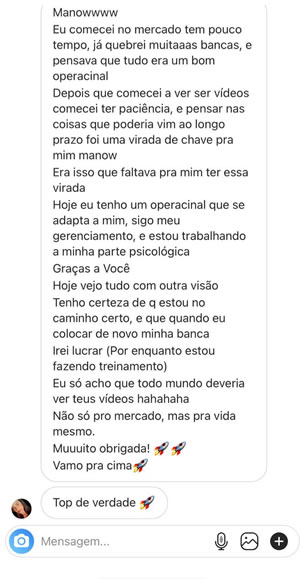 Manowwww
Eu comecei no mercado tem pouco
tempo, já quebrei muitaaas bancas, e
pensava que tudo era um bom
operacinal
Depois que comecei a ver ser vídeos
comecei ter paciência, e pensar nas
coisas que poderia vim ao longo
prazo foi uma virada de chave pra
mim manow
Era isso que faltava pra mim ter essa
virada
Hoje eu tenho um operacinal que se
adapta a mim, sigo meu
gerenciamento, e estou trabalhando
a minha parte psicológica
Graças a Você
Hoje vejo tudo com outra visão
Tenho certeza de q estou no
caminho certo, e que quando eu
colocar de novo minha banca
Irei lucrar (Por enquanto estou
fazendo treinamento)
Eu só acho que todo mundo deveria
ver teus vídeos hahahaha
Não só pro mercado, mas pra vida
mesmo.
Muuuito obrigada! 🚀 🚀
Vamo pra cima🚀
Top de verdade 🚀
Mensagem...